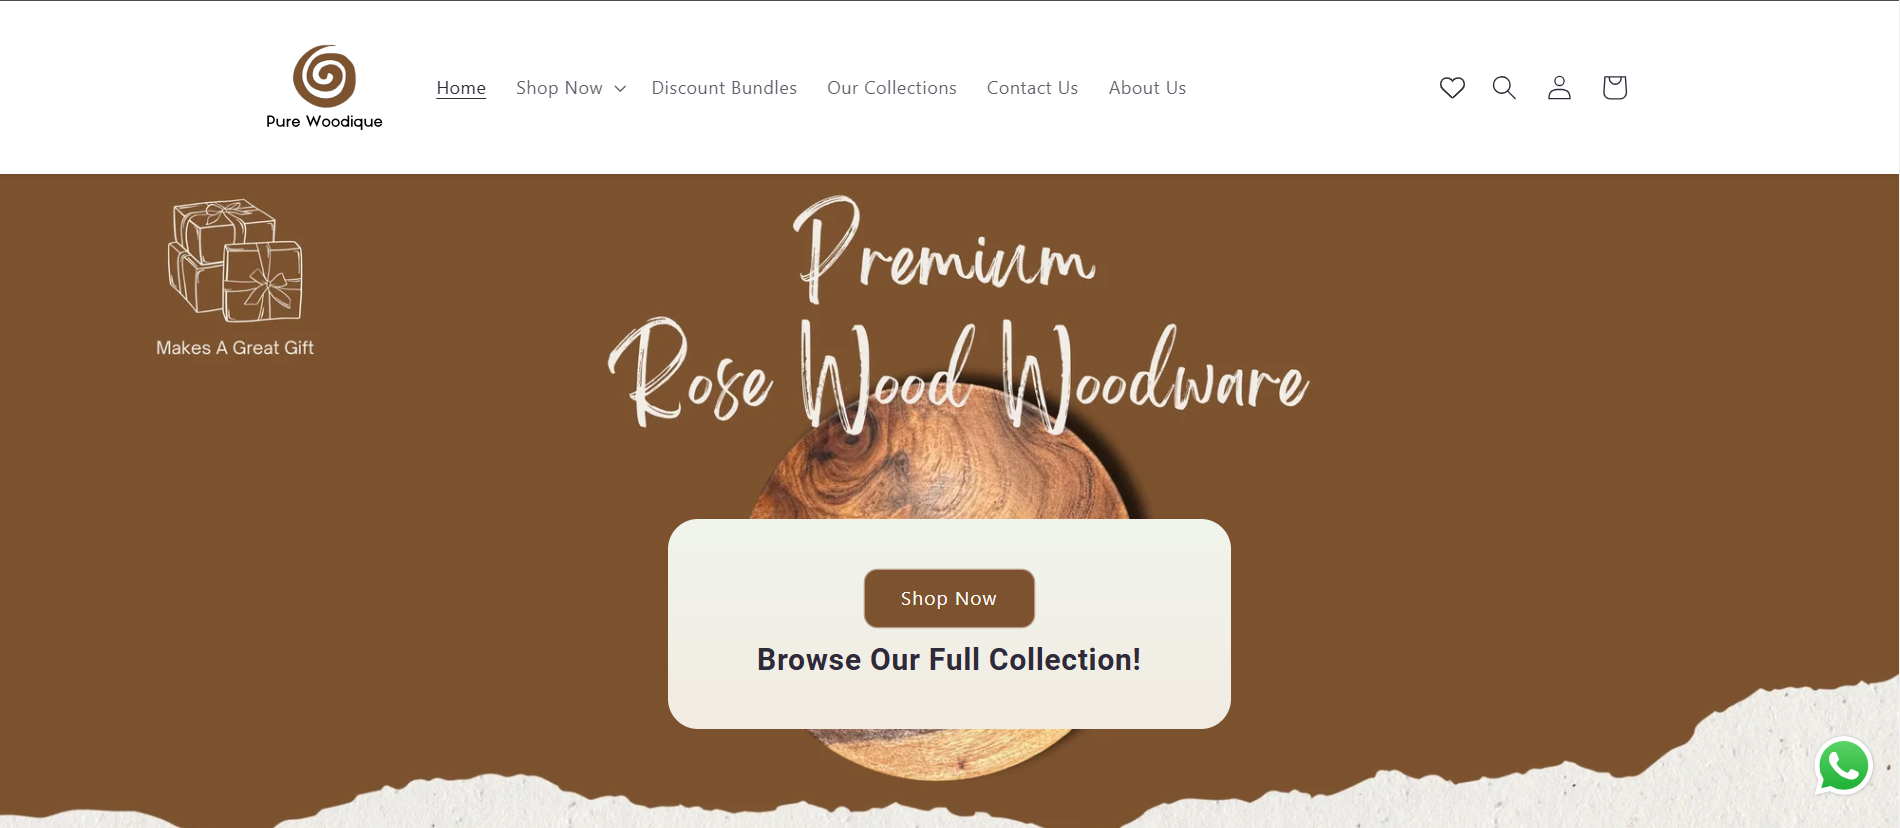 Pure Woodique
Home Shop Now Discount Bundles Our Collections Contact Us About Us
Makes A Great Gift
Premium
Rose Wood Woodware
Shop Now
Browse Our Full Collection!